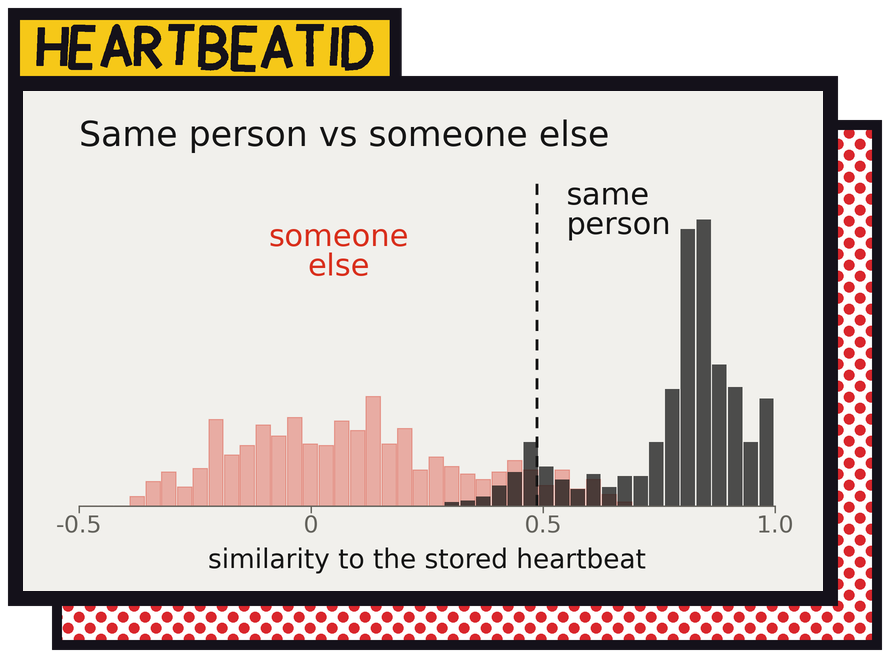 HEARTBEATID
Same person vs someone else
same
person
someone
else
-0.5 0 0.5 1.0
similarity to the stored heartbeat